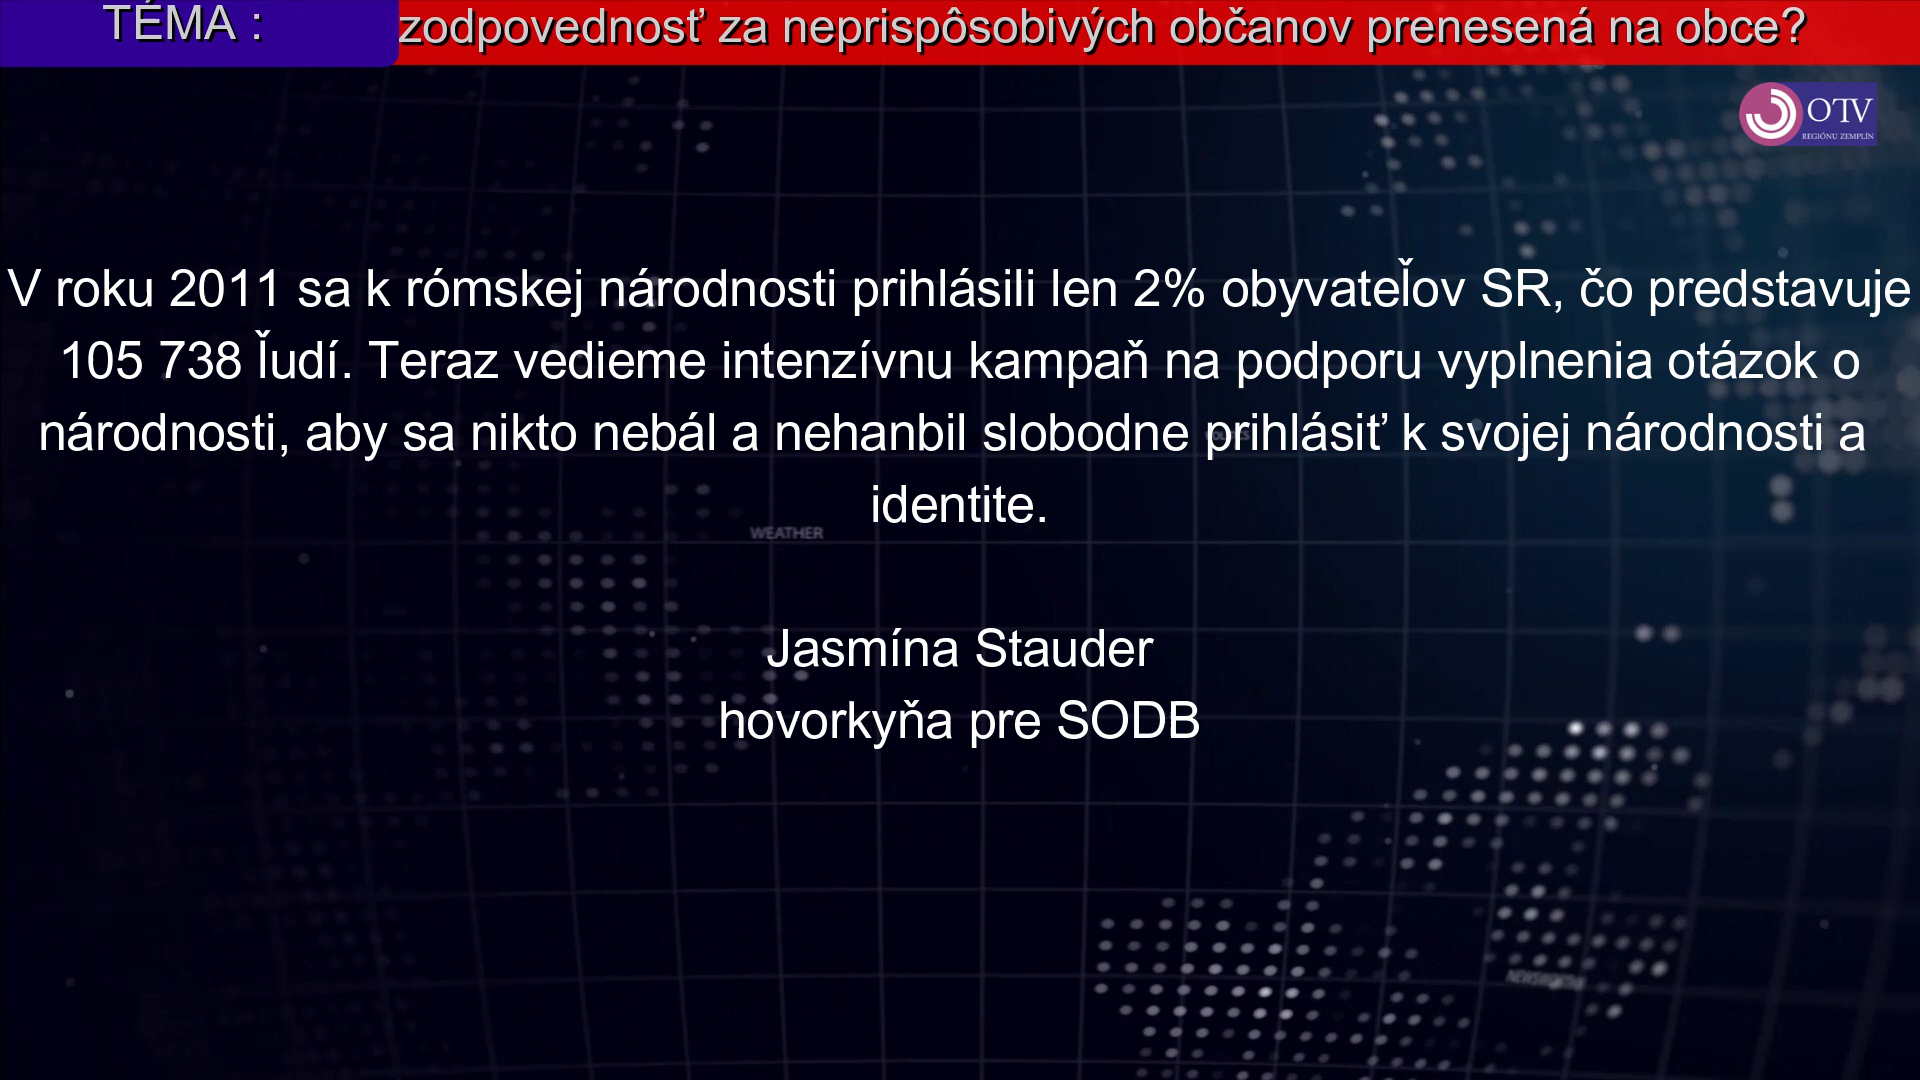 TÉMA :
zodpovednosť za neprispôsobivých občanov prenesená na obce?
OTV
REGIÓNU ZEMPLÍN
V roku 2011 sa k rómskej národnosti prihlásili len 2% obyvateľov SR, čo predstavuje
105 738 ľudí. Teraz vedieme intenzívnu kampaň na podporu vyplnenia otázok o
národnosti, aby sa nikto nebál a nehanbil slobodne prihlásiť k svojej národnosti a
identite.
WEATHER
Jasmína Stauder
hovorkyňa pre SODB